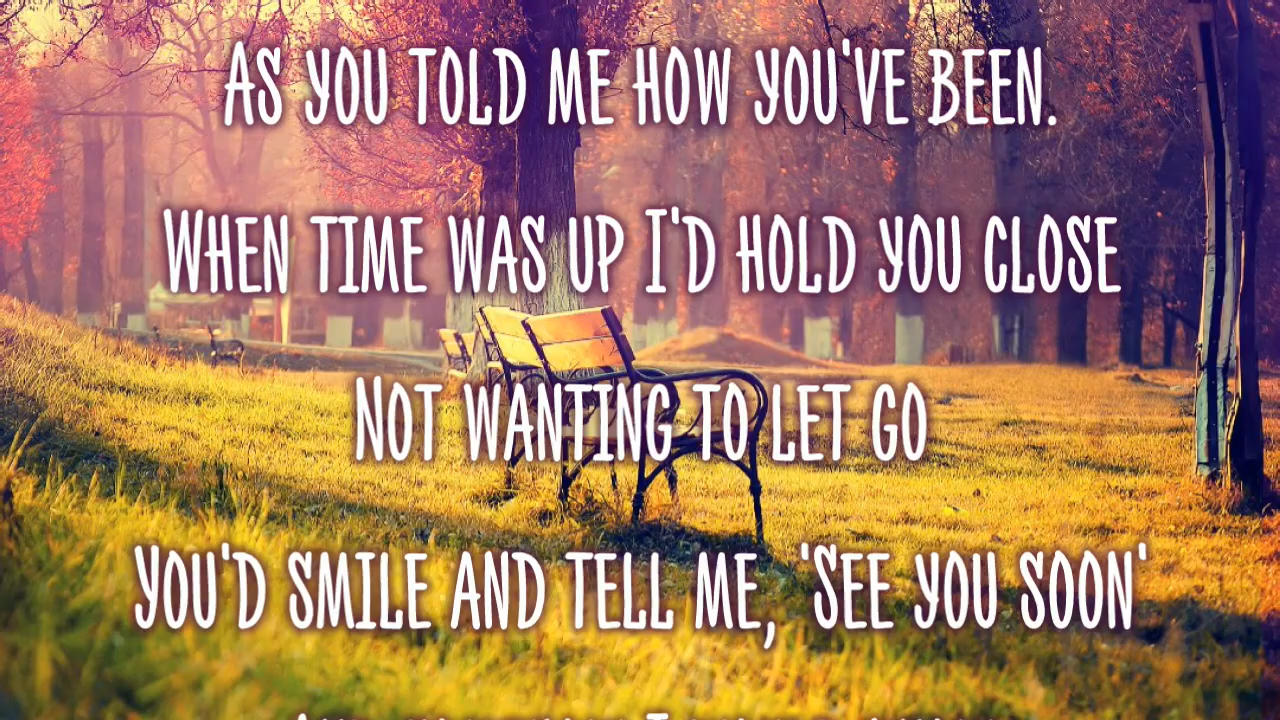 As you told me how you've been.
When time was up I'd hold you close
Not wanting to let go
You'd smile and tell me, 'See you soon'